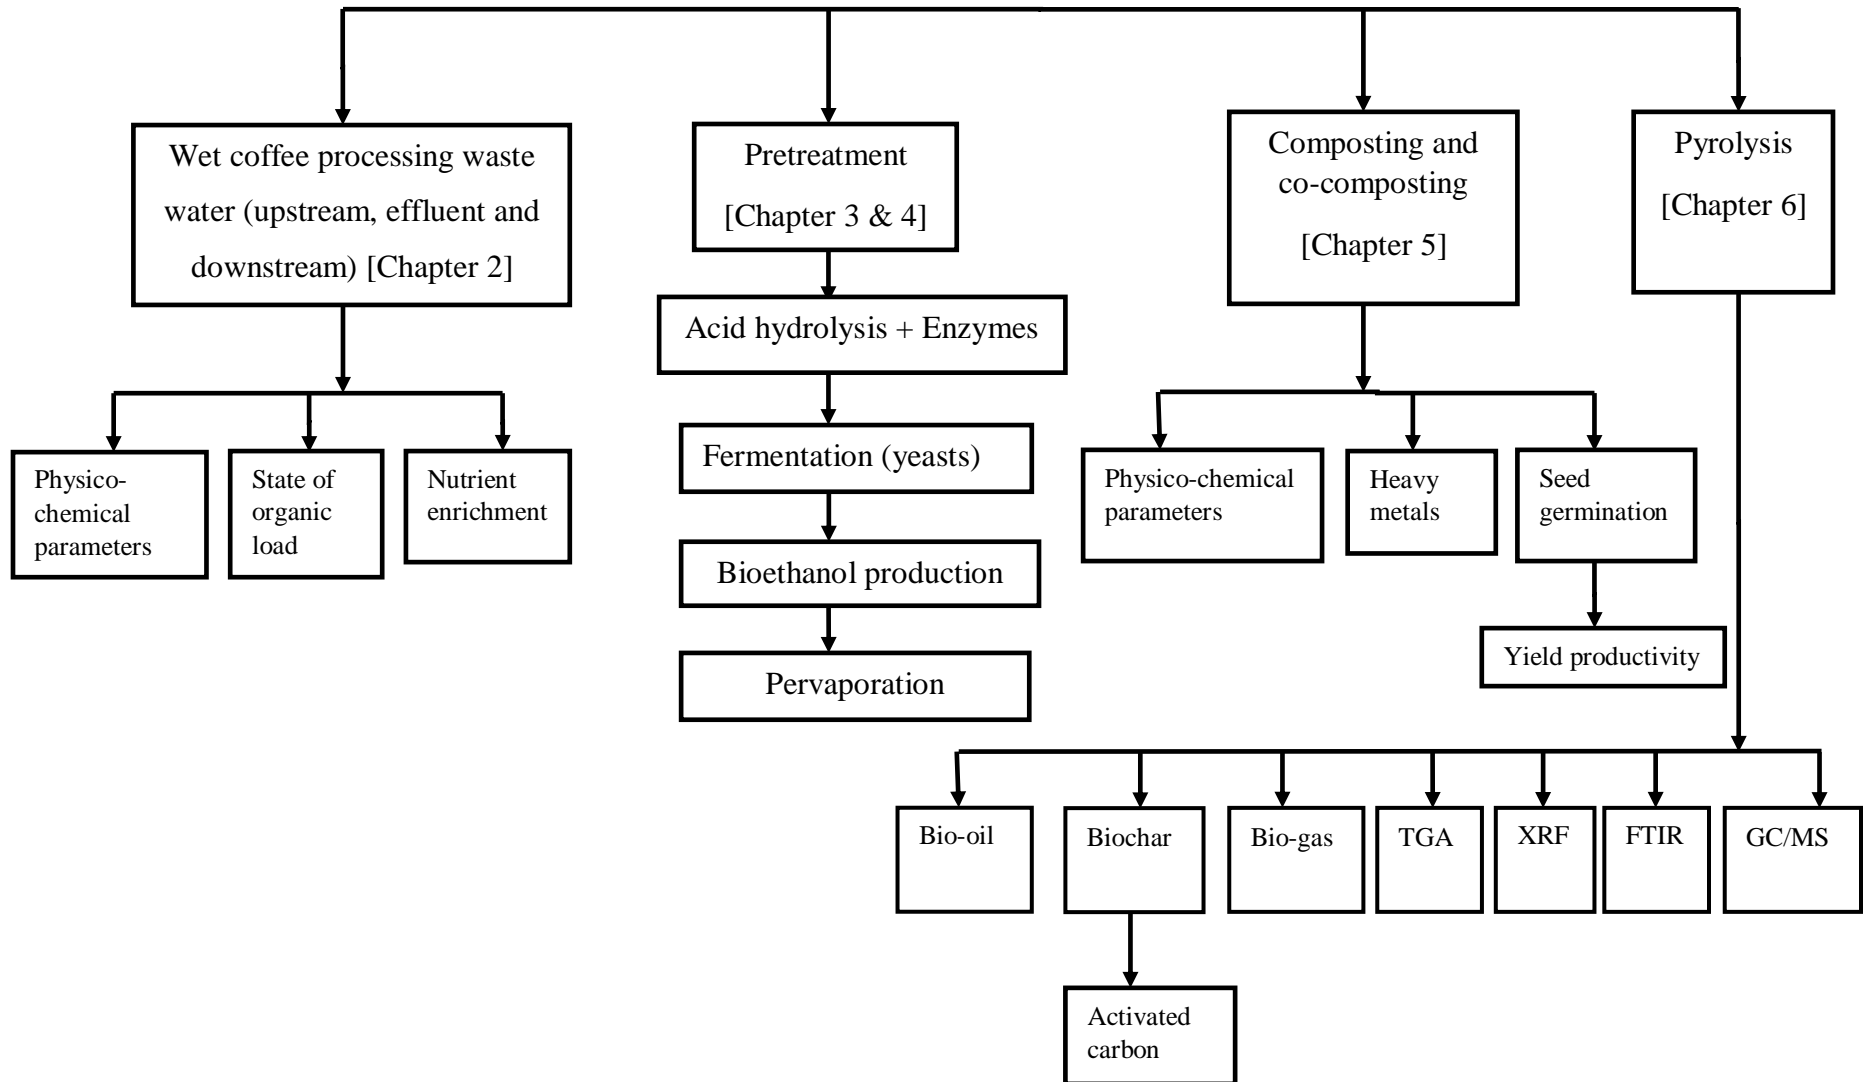 Wet coffee processing waste
water (upstream, effluent and
downstream) [Chapter 2]
Pretreatment
[Chapter 3 & 4]
Composting and
co-composting
[Chapter 5]
Pyrolysis
[Chapter 6]
Acid hydrolysis + Enzymes
Fermentation (yeasts)
Bioethanol production
Pervaporation
Physico-
chemical
parameters
State of
organic
load
Nutrient
enrichment
Physico-chemical
parameters
Heavy
metals
Seed
germination
Yield productivity
Bio-oil
Biochar
Bio-gas
TGA
XRF
FTIR
GC/MS
Activated
carbon